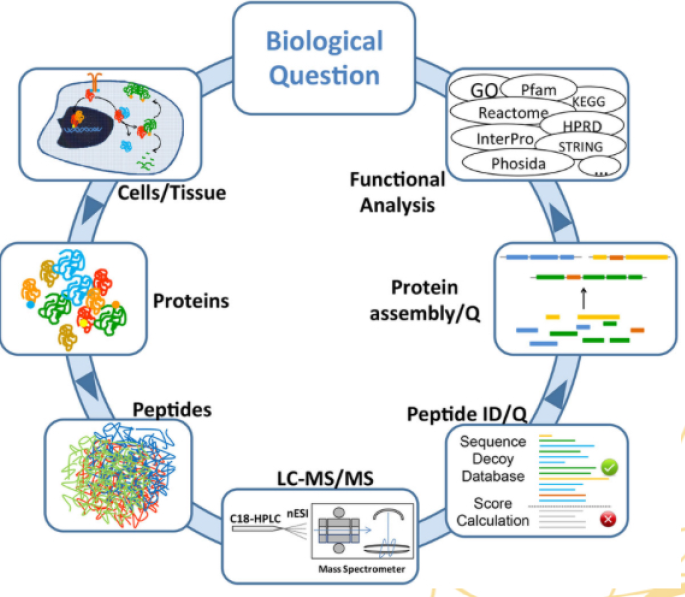 Biological
Question
GO
Pfam
KEGG
Reactome
HPRD
InterPro
STRING
Phosida
...
Cells/Tissue
Functional
Analysis
Proteins
Protein
assembly/Q
Peptides
Peptide ID/Q
Sequence
Decoy
Database
Score
Calculation
LC-MS/MS
C18-HPLC
nESI
Mass Spectrometer